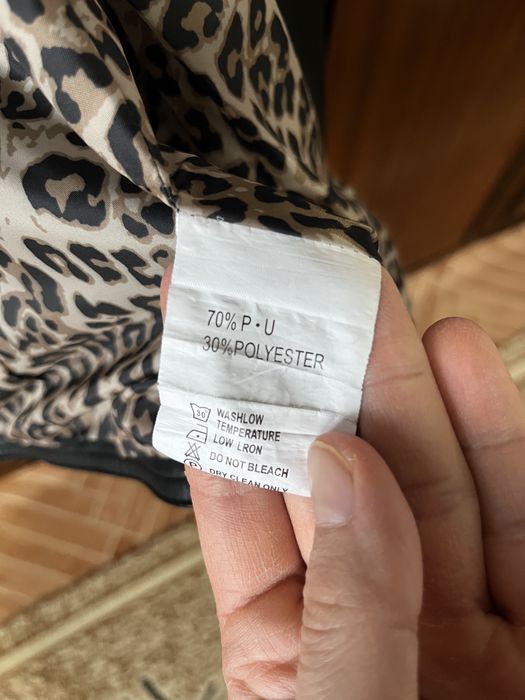 70% P·U
30%POLYESTER
30 WASHLOW
TEMPERATURE
LOW LRON
DO NOT BLEACH
P DRY CLEAN ONLY